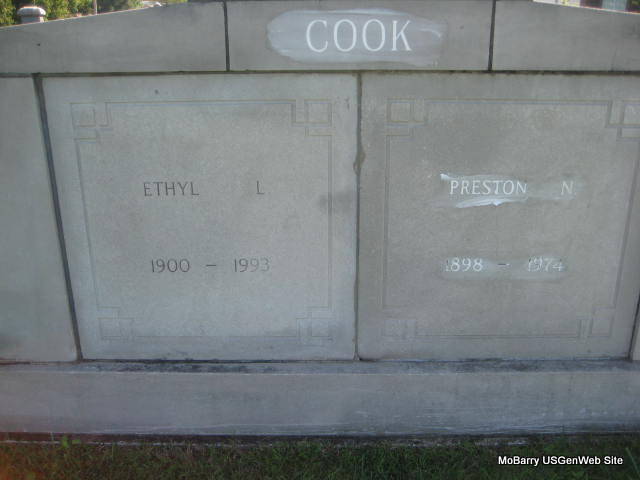 COOK
ETHYL L
1900 - 1993
PRESTON N
1898 - 1974
MoBarry USGenWeb Site